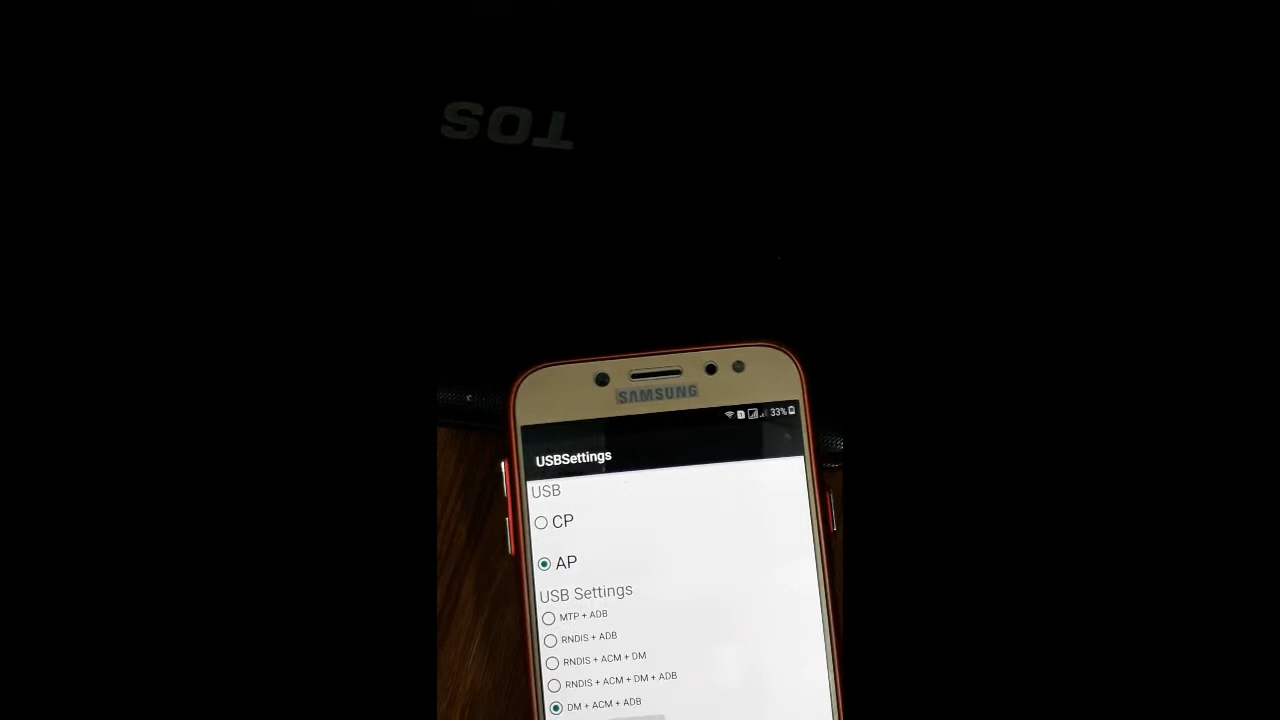 TOS
SAMSUNG
33%
USBSettings
USB
CP
AP
USB Settings
MTP + ADB
RNDIS + ADB
RNDIS + ACM + DM
RNDIS + ACM + DM + ADB
DM + ACM + ADB